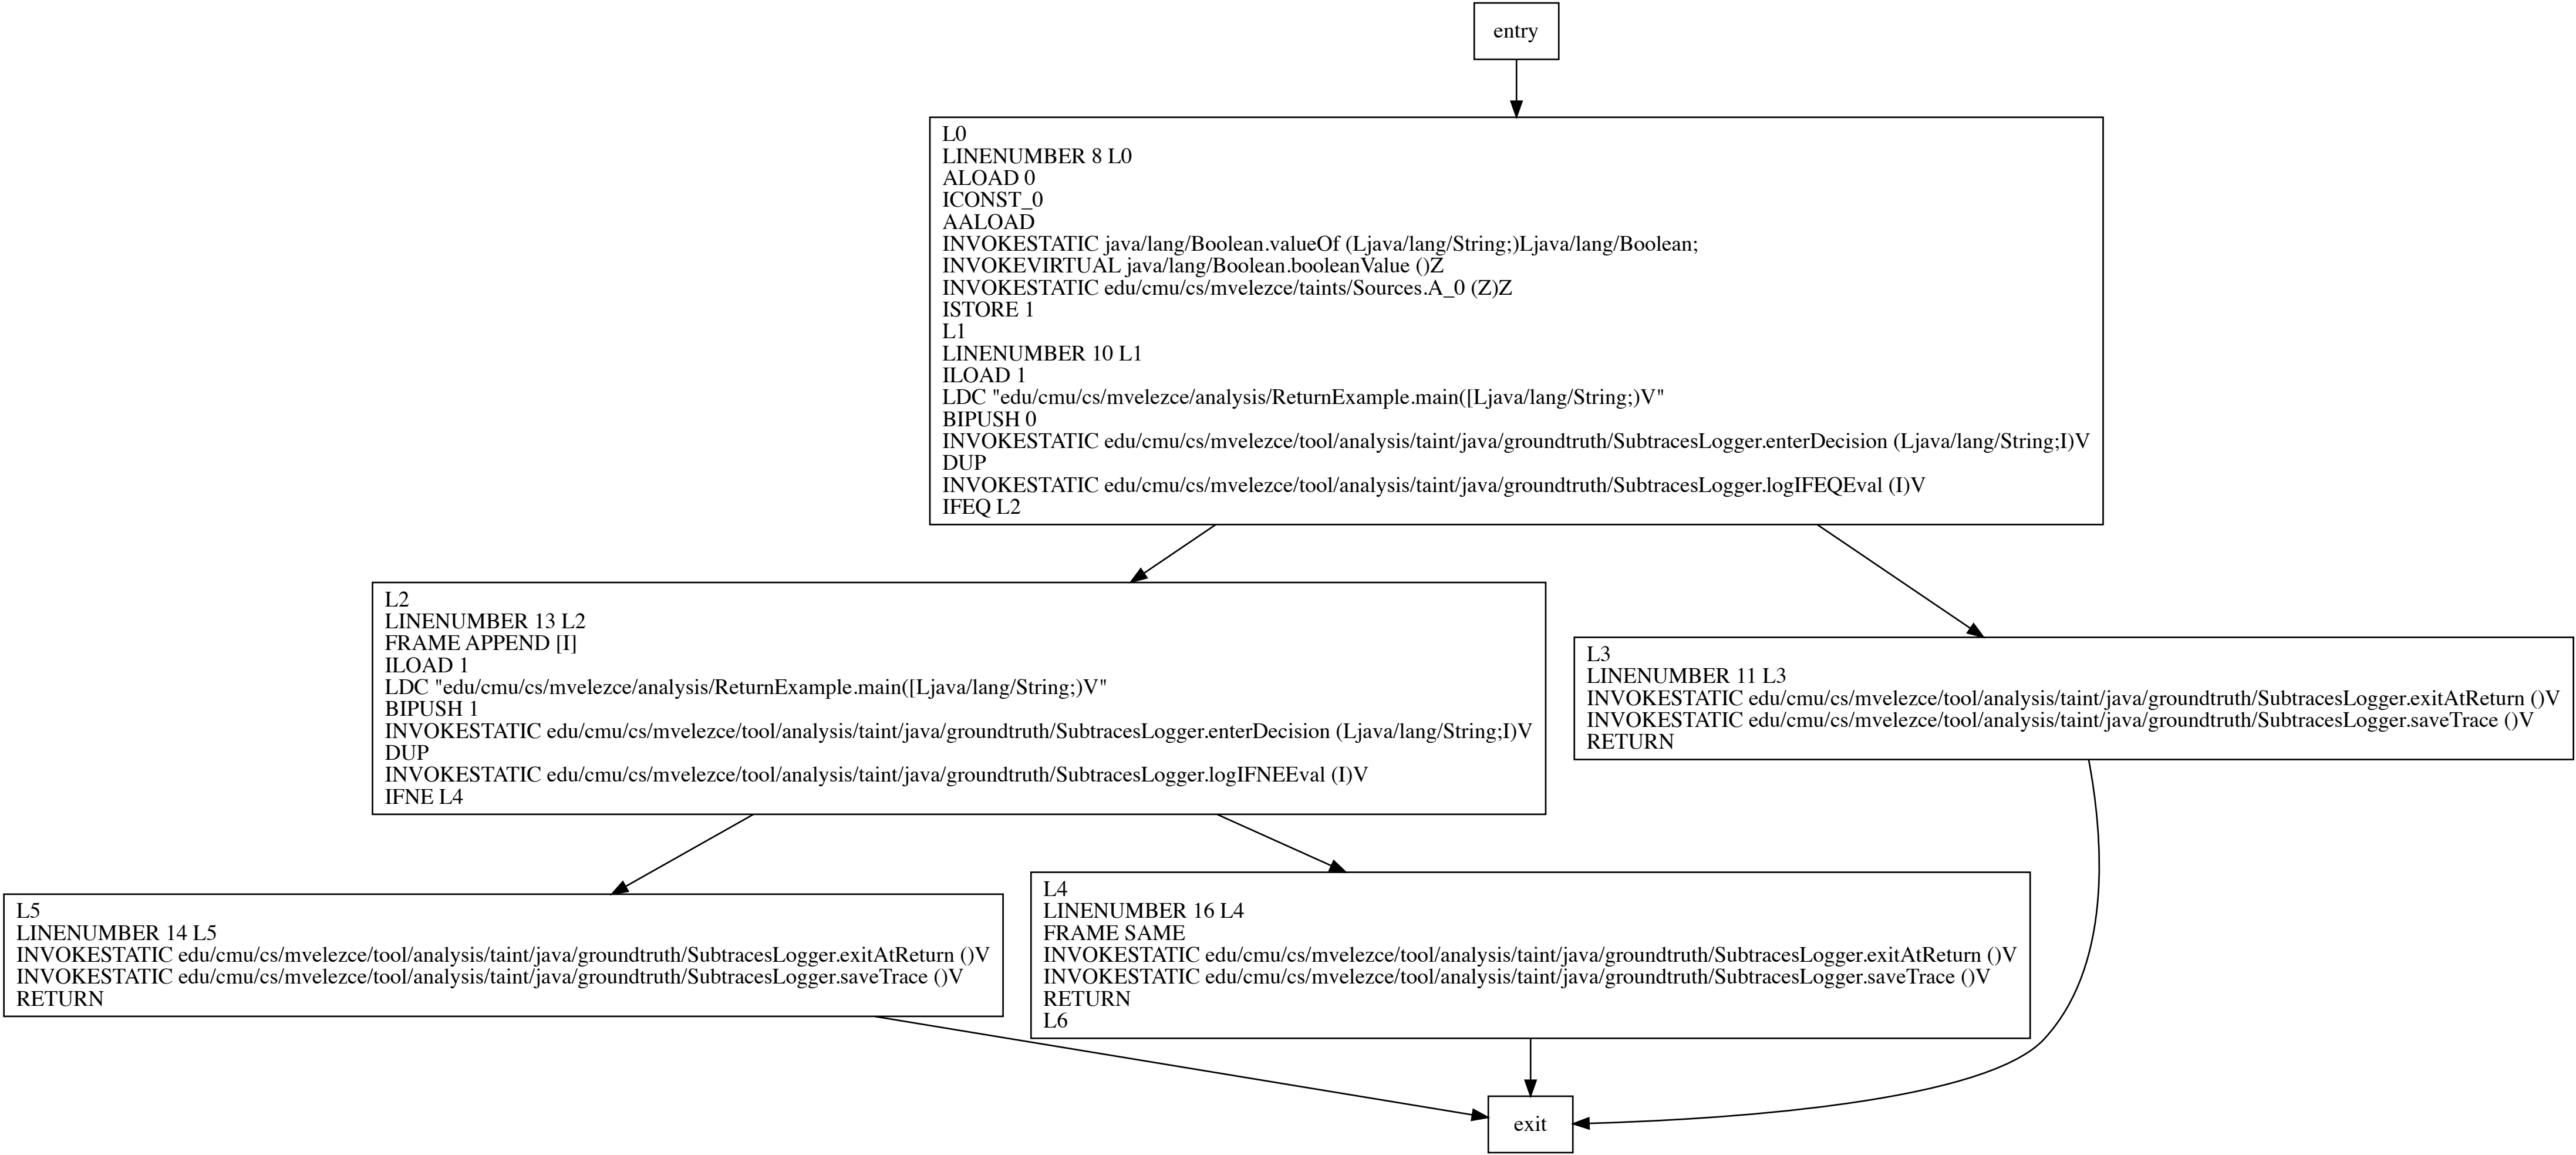 entry
L0
LINENUMBER 8 L0
ALOAD 0
ICONST_0
AALOAD
INVOKESTATIC java/lang/Boolean.valueOf (Ljava/lang/String;)Ljava/lang/Boolean;
INVOKEVIRTUAL java/lang/Boolean.booleanValue ()Z
INVOKESTATIC edu/cmu/cs/mvelezce/taints/Sources.A_0 (Z)Z
ISTORE 1
L1
LINENUMBER 10 L1
ILOAD 1
LDC "edu/cmu/cs/mvelezce/analysis/ReturnExample.main([Ljava/lang/String;)V"
BIPUSH 0
INVOKESTATIC edu/cmu/cs/mvelezce/tool/analysis/taint/java/groundtruth/SubtracesLogger.enterDecision (Ljava/lang/String;I)V
DUP
INVOKESTATIC edu/cmu/cs/mvelezce/tool/analysis/taint/java/groundtruth/SubtracesLogger.logIFEQEval (I)V
IFEQ L2
L2
LINENUMBER 13 L2
FRAME APPEND [I]
ILOAD 1
LDC "edu/cmu/cs/mvelezce/analysis/ReturnExample.main([Ljava/lang/String;)V"
BIPUSH 1
INVOKESTATIC edu/cmu/cs/mvelezce/tool/analysis/taint/java/groundtruth/SubtracesLogger.enterDecision (Ljava/lang/String;I)V
DUP
INVOKESTATIC edu/cmu/cs/mvelezce/tool/analysis/taint/java/groundtruth/SubtracesLogger.logIFNEEval (I)V
IFNE L4
L3
LINENUMBER 11 L3
INVOKESTATIC edu/cmu/cs/mvelezce/tool/analysis/taint/java/groundtruth/SubtracesLogger.exitAtReturn ()V
INVOKESTATIC edu/cmu/cs/mvelezce/tool/analysis/taint/java/groundtruth/SubtracesLogger.saveTrace ()V
RETURN
L5
LINENUMBER 14 L5
INVOKESTATIC edu/cmu/cs/mvelezce/tool/analysis/taint/java/groundtruth/SubtracesLogger.exitAtReturn ()V
INVOKESTATIC edu/cmu/cs/mvelezce/tool/analysis/taint/java/groundtruth/SubtracesLogger.saveTrace ()V
RETURN
L4
LINENUMBER 16 L4
FRAME SAME
INVOKESTATIC edu/cmu/cs/mvelezce/tool/analysis/taint/java/groundtruth/SubtracesLogger.exitAtReturn ()V
INVOKESTATIC edu/cmu/cs/mvelezce/tool/analysis/taint/java/groundtruth/SubtracesLogger.saveTrace ()V
RETURN
L6
exit